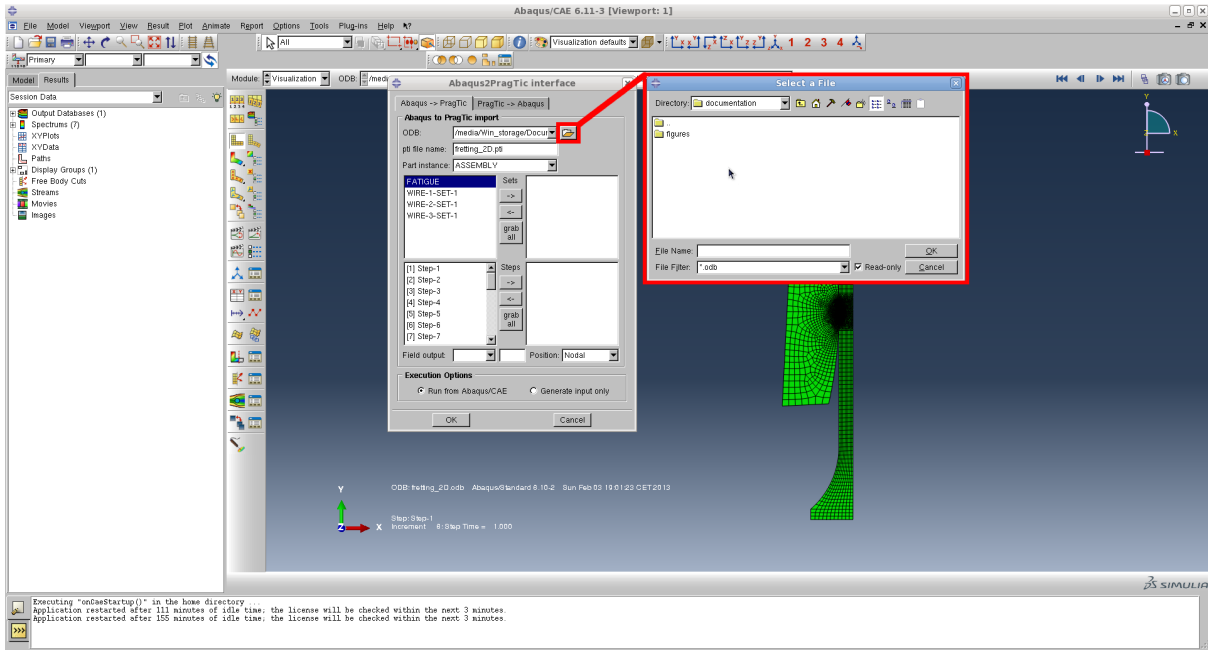 Abaqus/CAE 6.11-3 [Viewport: 1]
File Model Viewport View Result Plot Animate Report Options Tools Plug-ins Help
All
Visualization defaults
1 2 3 4
Primary
Model Results
Module: Visualization ODB:
Session Data
Output Databases (1)
Spectrums (7)
XYPlots
XYData
Paths
Display Groups (1)
Free Body Cuts
Streams
Movies
Images
Abaqus2PragTic interface
Abaqus -> PragTic PragTic -> Abaqus
Abaqus to PragTic import
ODB: /media/Win_storage/Docur
pti file name: fretting_2D.pti
Part instance: ASSEMBLY
FATIGUE
WIRE-1-SET-1
WIRE-2-SET-1
WIRE-3-SET-1
Sets
->
<-
grab
all
[1] Step-1
[2] Step-2
[3] Step-3
[4] Step-4
[5] Step-5
[6] Step-6
[7] Step-7
Steps
->
<-
grab
all
Field output: Position: Nodal
Execution Options
Run from Abaqus/CAE Generate input only
OK Cancel
Select a File
Directory: documentation
..
figures
File Name: OK
File Filter: *.odb Read-only Cancel
Y
X
Y
Z X
ODB: fretting_2D.odb Abaqus/Standard 6.10-2 Sun Feb 03 19:01:23 CET 2013
Step: Step-1
Increment 8: Step Time = 1.000
SIMULIA
Executing "onCaeStartup()" in the home directory ...
Application restarted after 111 minutes of idle time; the license will be checked within the next 3 minutes.
Application restarted after 155 minutes of idle time; the license will be checked within the next 3 minutes.
>>>